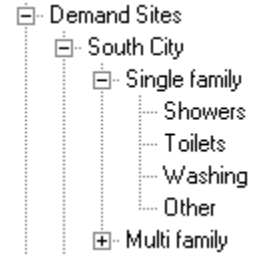 Demand Sites
South City
Single family
Showers
Toilets
Washing
Other
Multi family